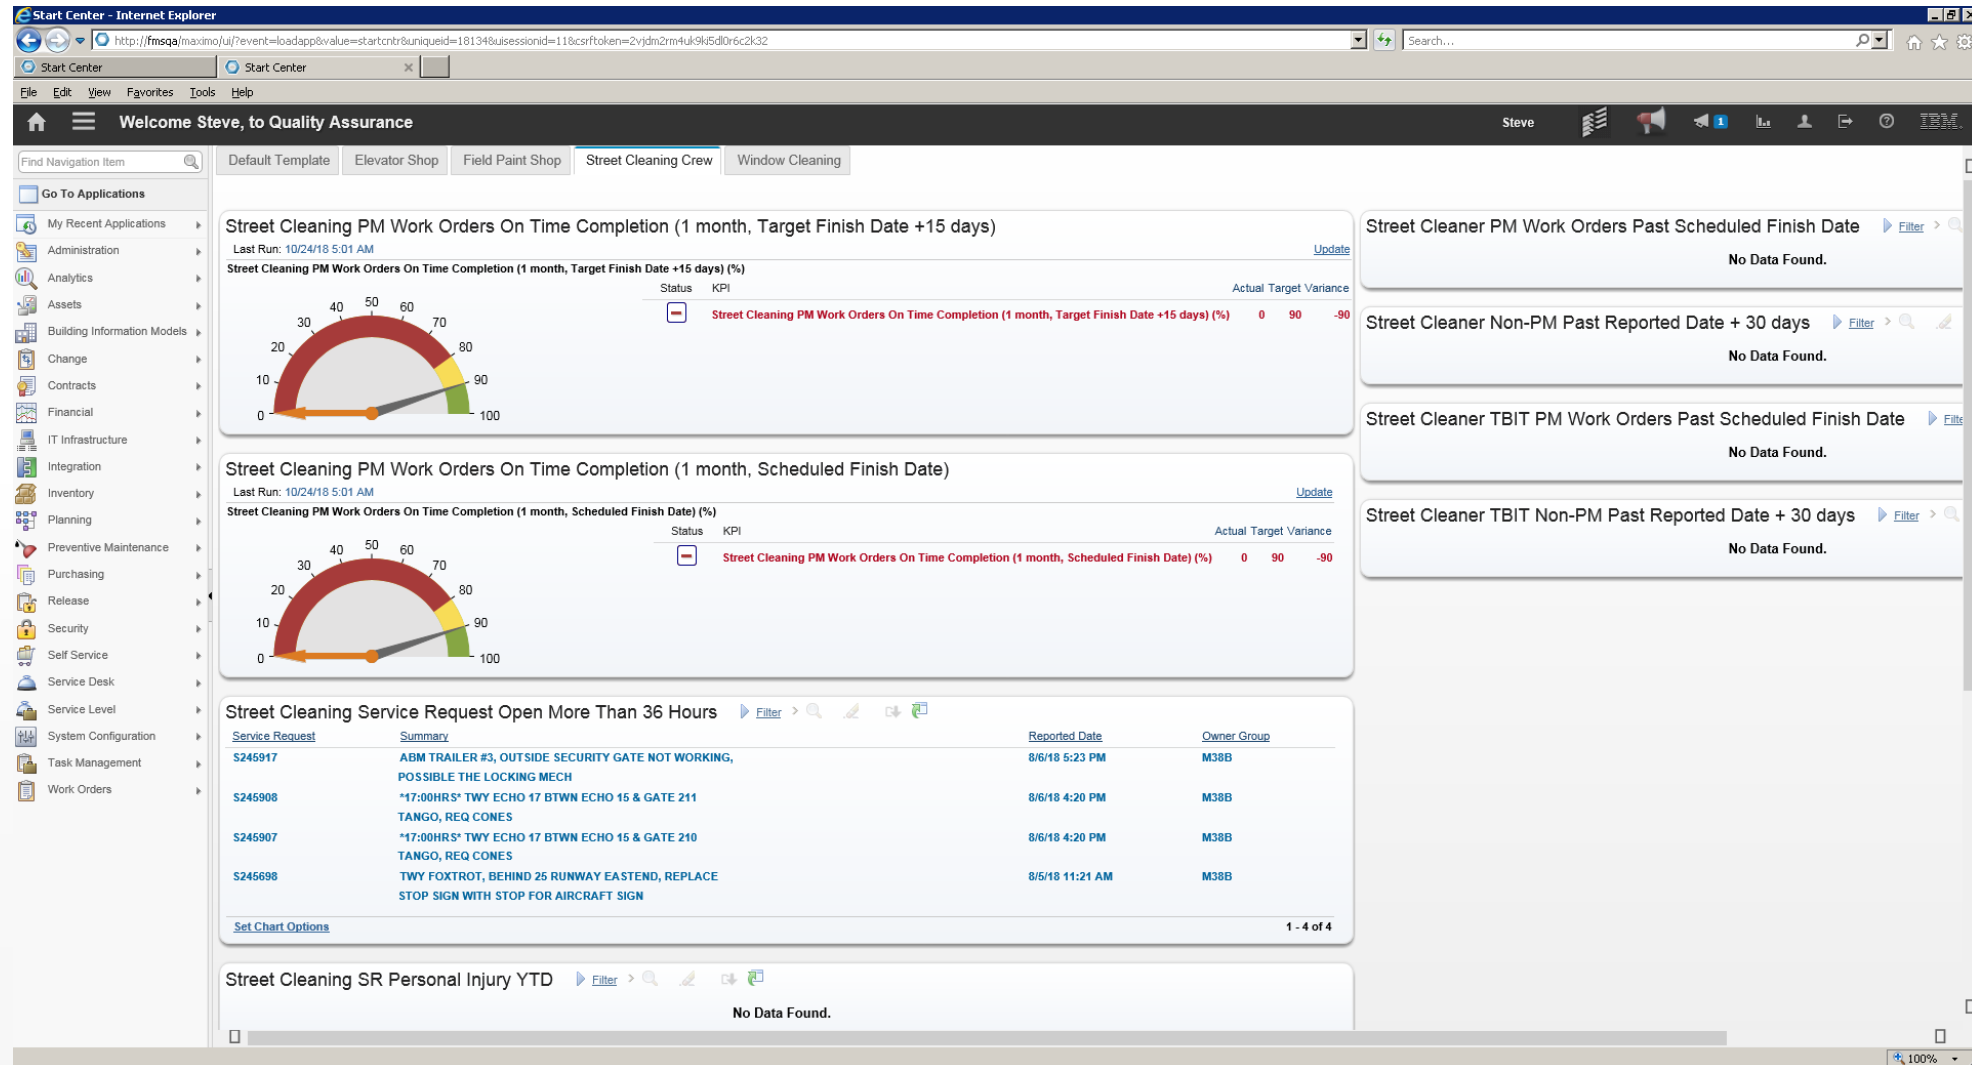 Start Center - Internet Explorer
http://fmsqa/maximo/ui/?event=loadapp&value=startcntr&uniqueid=18134&uisessionid=11&csrftoken=2vjdm2rm4uk9ki5dl0r6c2k32
Search...
Start Center
Start Center
File Edit View Favorites Tools Help
Welcome Steve, to Quality Assurance
Steve
1
IBM.
Find Navigation Item
Go To Applications
My Recent Applications
Administration
Analytics
Assets
Building Information Models
Change
Contracts
Financial
IT Infrastructure
Integration
Inventory
Planning
Preventive Maintenance
Purchasing
Release
Security
Self Service
Service Desk
Service Level
System Configuration
Task Management
Work Orders
Default Template Elevator Shop Field Paint Shop Street Cleaning Crew Window Cleaning
Street Cleaning PM Work Orders On Time Completion (1 month, Target Finish Date +15 days)
Last Run: 10/24/18 5:01 AM
Update
Street Cleaning PM Work Orders On Time Completion (1 month, Target Finish Date +15 days) (%)
Status KPI Actual Target Variance
Street Cleaning PM Work Orders On Time Completion (1 month, Target Finish Date +15 days) (%) 0 90 -90
0 10 20 30 40 50 60 70 80 90 100
Street Cleaning PM Work Orders On Time Completion (1 month, Scheduled Finish Date)
Last Run: 10/24/18 5:01 AM
Update
Street Cleaning PM Work Orders On Time Completion (1 month, Scheduled Finish Date) (%)
Status KPI Actual Target Variance
Street Cleaning PM Work Orders On Time Completion (1 month, Scheduled Finish Date) (%) 0 90 -90
0 10 20 30 40 50 60 70 80 90 100
Street Cleaning Service Request Open More Than 36 Hours Filter
Service Request Summary Reported Date Owner Group
S245917 ABM TRAILER #3, OUTSIDE SECURITY GATE NOT WORKING, 8/6/18 5:23 PM M38B
POSSIBLE THE LOCKING MECH
S245908 *17:00HRS* TWY ECHO 17 BTWN ECHO 15 & GATE 211 8/6/18 4:20 PM M38B
TANGO, REQ CONES
S245907 *17:00HRS* TWY ECHO 17 BTWN ECHO 15 & GATE 210 8/6/18 4:20 PM M38B
TANGO, REQ CONES
S245698 TWY FOXTROT, BEHIND 25 RUNWAY EASTEND, REPLACE 8/5/18 11:21 AM M38B
STOP SIGN WITH STOP FOR AIRCRAFT SIGN
Set Chart Options 1 - 4 of 4
Street Cleaning SR Personal Injury YTD Filter
No Data Found.
Street Cleaner PM Work Orders Past Scheduled Finish Date Filter
No Data Found.
Street Cleaner Non-PM Past Reported Date + 30 days Filter
No Data Found.
Street Cleaner TBIT PM Work Orders Past Scheduled Finish Date Filte
No Data Found.
Street Cleaner TBIT Non-PM Past Reported Date + 30 days Filter
No Data Found.
100%